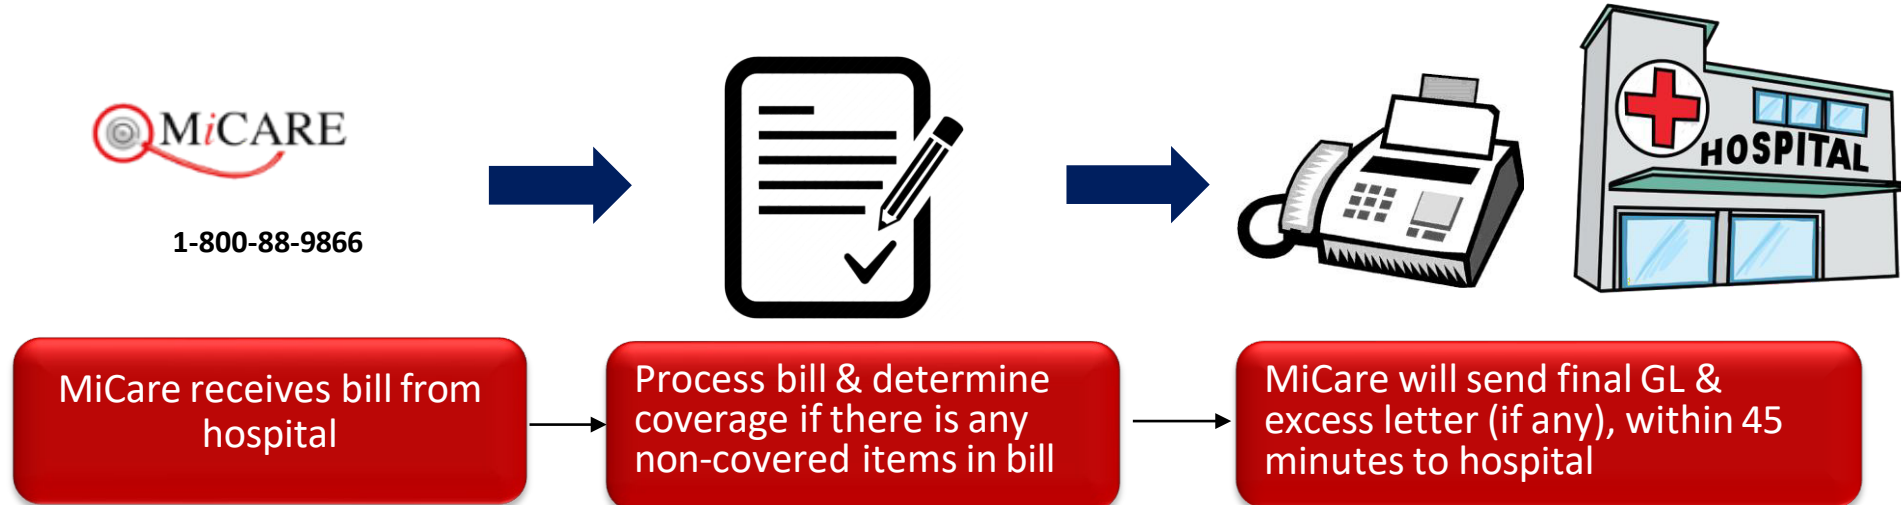 MiCARE
1-800-88-9866
HOSPITAL
MiCare receives bill from
hospital
Process bill & determine
coverage if there is any
non-covered items in bill
MiCare will send final GL &
excess letter (if any), within 45
minutes to hospital